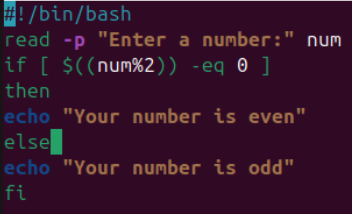 #!/bin/bash
read -p "Enter a number:" num
if [ $((num%2)) -eq 0 ]
then
echo "Your number is even"
else
echo "Your number is odd"
fi